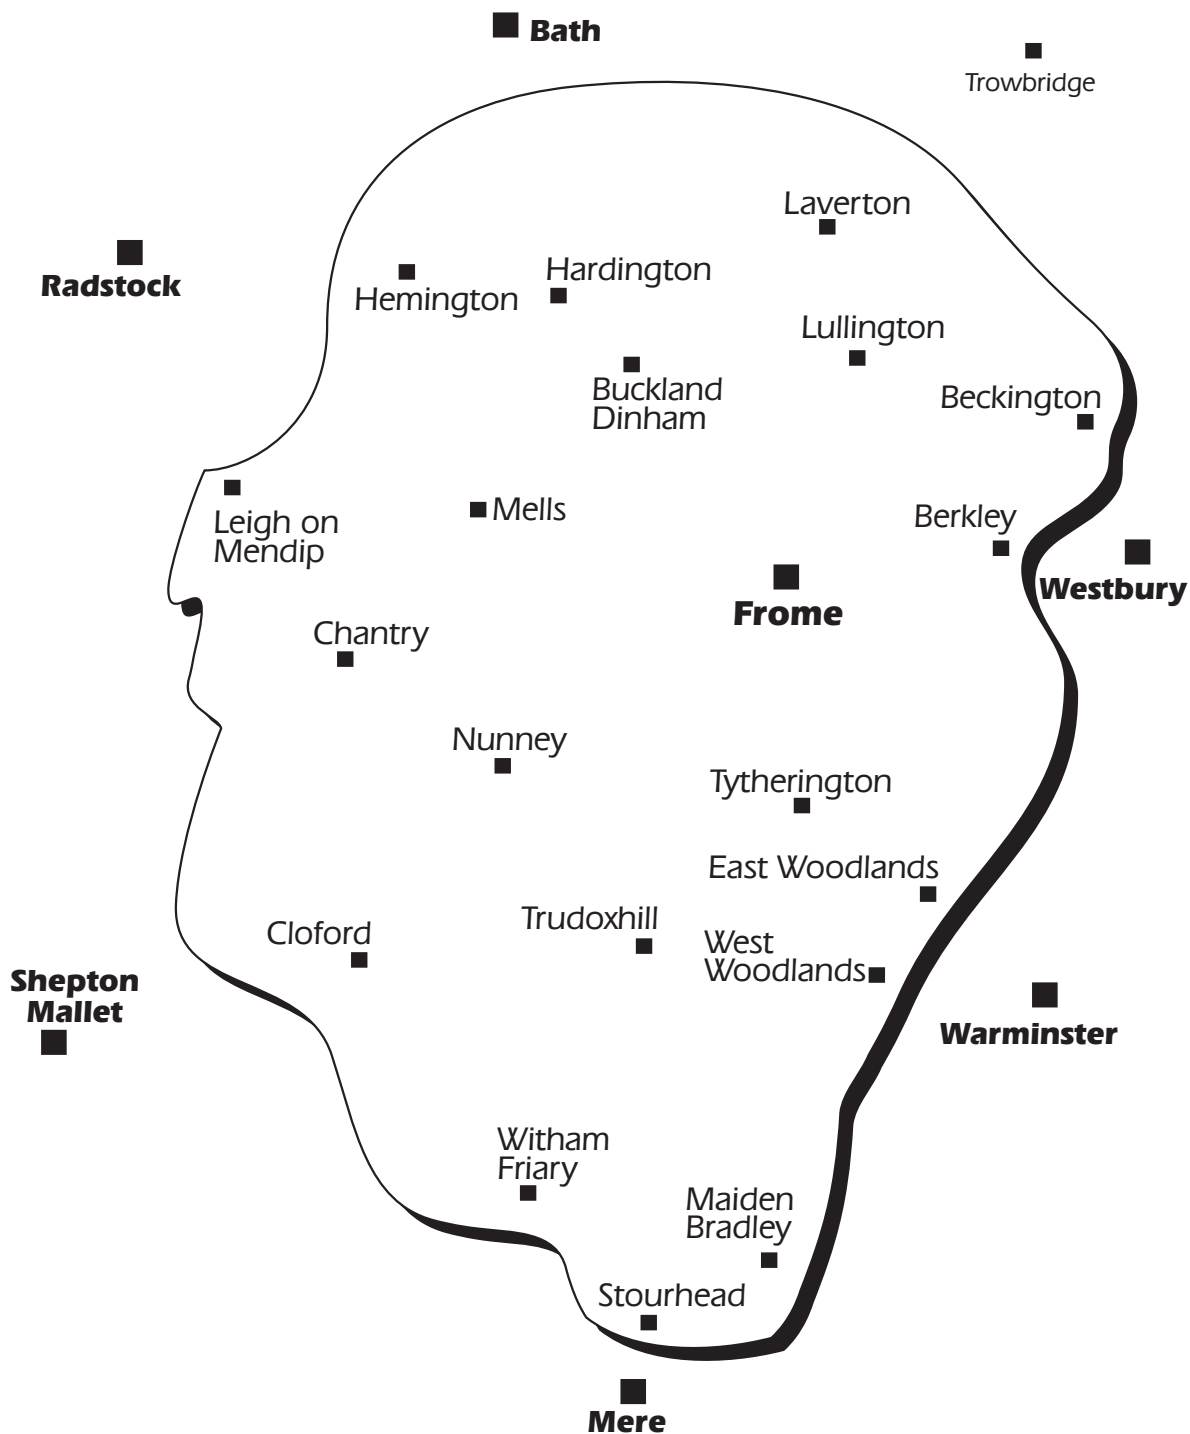 Bath
Trowbridge
Laverton
Radstock
Hardington
Hemington
Lullington
Buckland
Dinham
Beckington
Leigh on
Mendip
Mells
Berkley
Westbury
Frome
Chantry
Nunney
Tytherington
East Woodlands
Cloford
Trudoxhill
West
Woodlands
Shepton
Mallet
Warminster
Witham
Friary
Maiden
Bradley
Stourhead
Mere